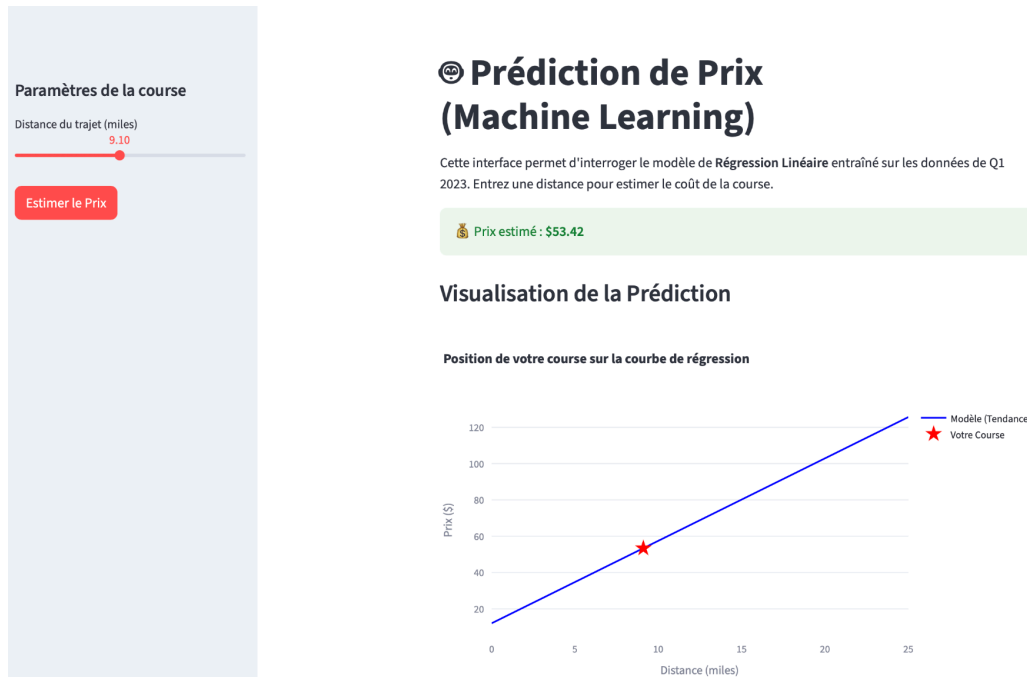 Paramètres de la course
Distance du trajet (miles)
9.10
Estimer le Prix
Prédiction de Prix
(Machine Learning)
Cette interface permet d'interroger le modèle de Régression Linéaire entraîné sur les données de Q1
2023. Entrez une distance pour estimer le coût de la course.
Prix estimé : $53.42
Visualisation de la Prédiction
Position de votre course sur la courbe de régression
Modèle (Tendance
Votre Course
120
100
80
60
40
20
Prix ($)
0 5 10 15 20 25
Distance (miles)